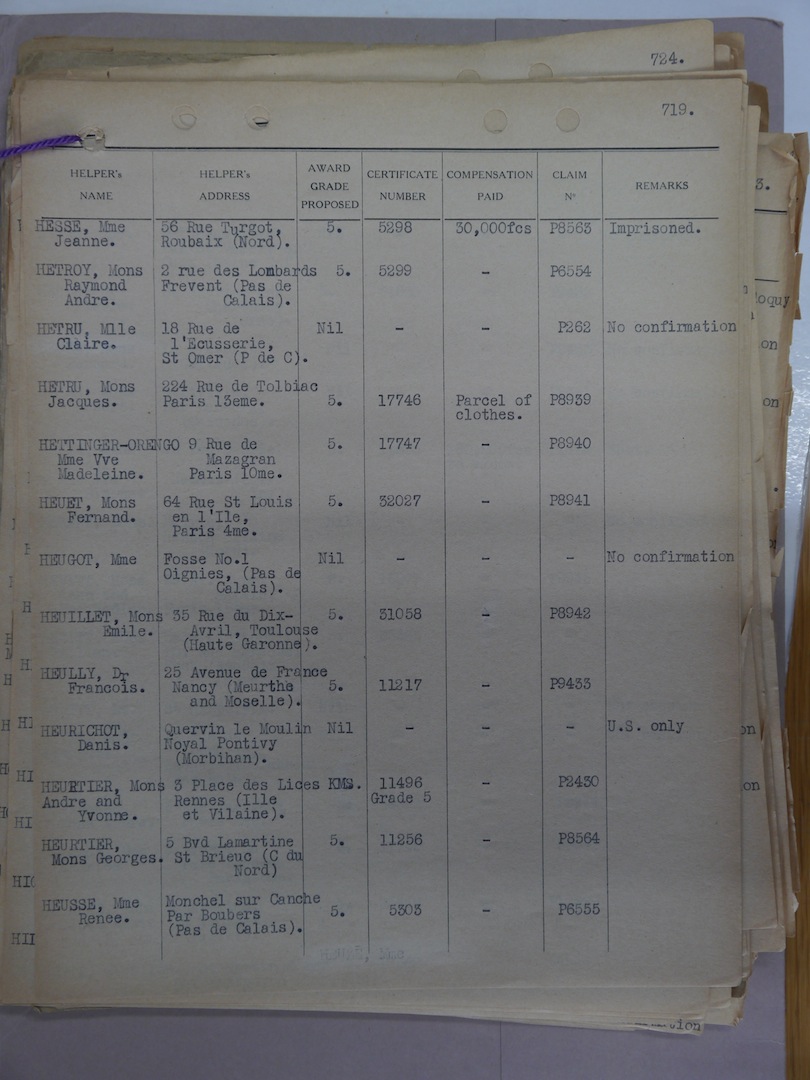 724.
719.
HELPER's NAME | HELPER's ADDRESS | AWARD GRADE PROPOSED | CERTIFICATE NUMBER | COMPENSATION PAID | CLAIM N° | REMARKS
HESSE, Mme | 56 Rue Turgot, | 5. | 5298 | 30,000fcs | P8563 | Imprisoned.
Jeanne. | Roubaix (Nord).
HETROY, Mons | 2 rue des Lombards | 5. | 5299 | - | P6554
Raymond | Frevent (Pas de
Andre. | Calais).
HETRU, Mlle | 18 Rue de | Nil | - | - | P262 | No confirmation
Claire. | l'Ecusserie,
St Omer (P de C).
HETRU, Mons | 224 Rue de Tolbiac
Jacques. | Paris 13eme. | 5. | 17746 | Parcel of | P8939
clothes.
HETTINGER-ORENGO | 9 Rue de | 5. | 17747 | - | P8940
Mme Vve | Mazagran
Madeleine. | Paris 10me.
HEUET, Mons | 64 Rue St Louis | 5. | 32027 | - | P8941
Fernand. | en l'Ile,
Paris 4me.
HEUGOT, Mme | Fosse No.1 | Nil | - | - | - | No confirmation
Oignies, (Pas de
Calais).
HEUILLET, Mons | 35 Rue du Dix- | 5. | 31058 | - | P8942
Emile. | Avril, Toulouse
(Haute Garonne).
HEULLY, Dr | 25 Avenue de France
Francois. | Nancy (Meurthe | 5. | 11217 | - | P9433
and Moselle).
HEURICHOT, | Quervin le Moulin | Nil | - | - | - | U.S. only
Danis. | Noyal Pontivy
(Morbihan).
HEURTIER, Mons | 3 Place des Lices | KMS. | 11496 | - | P2430
Andre and | Rennes (Ille | Grade 5
Yvonne. | et Vilaine).
HEURTIER, | 5 Bvd Lamartine | 5. | 11256 | - | P8564
Mons Georges. | St Brieuc (C du
Nord)
HEUSSE, Mme | Monchel sur Canche
Renee. | Par Boubers | 5. | 5303 | - | P6555
(Pas de Calais).